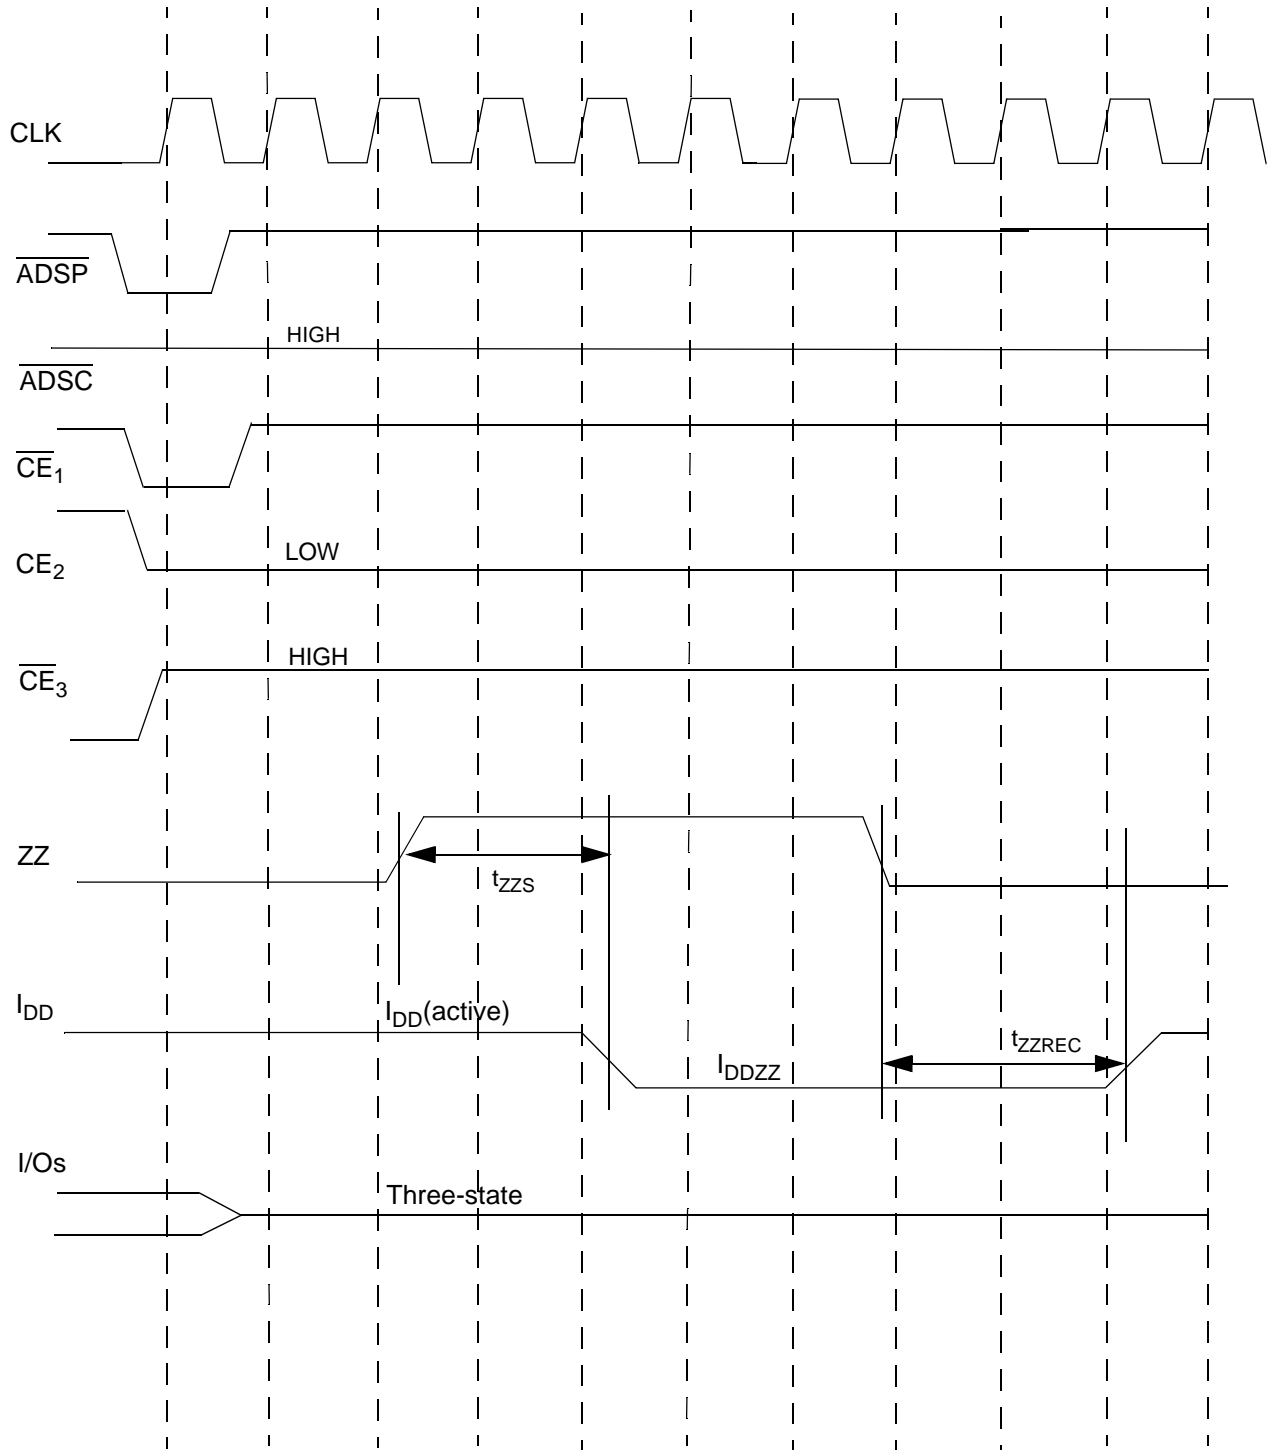 CLK
ADSP
HIGH
ADSC
CE1
LOW
CE2
HIGH
CE3
ZZ
tZZS
IDD
IDD(active)
tZZREC
IDDZZ
I/Os
Three-state